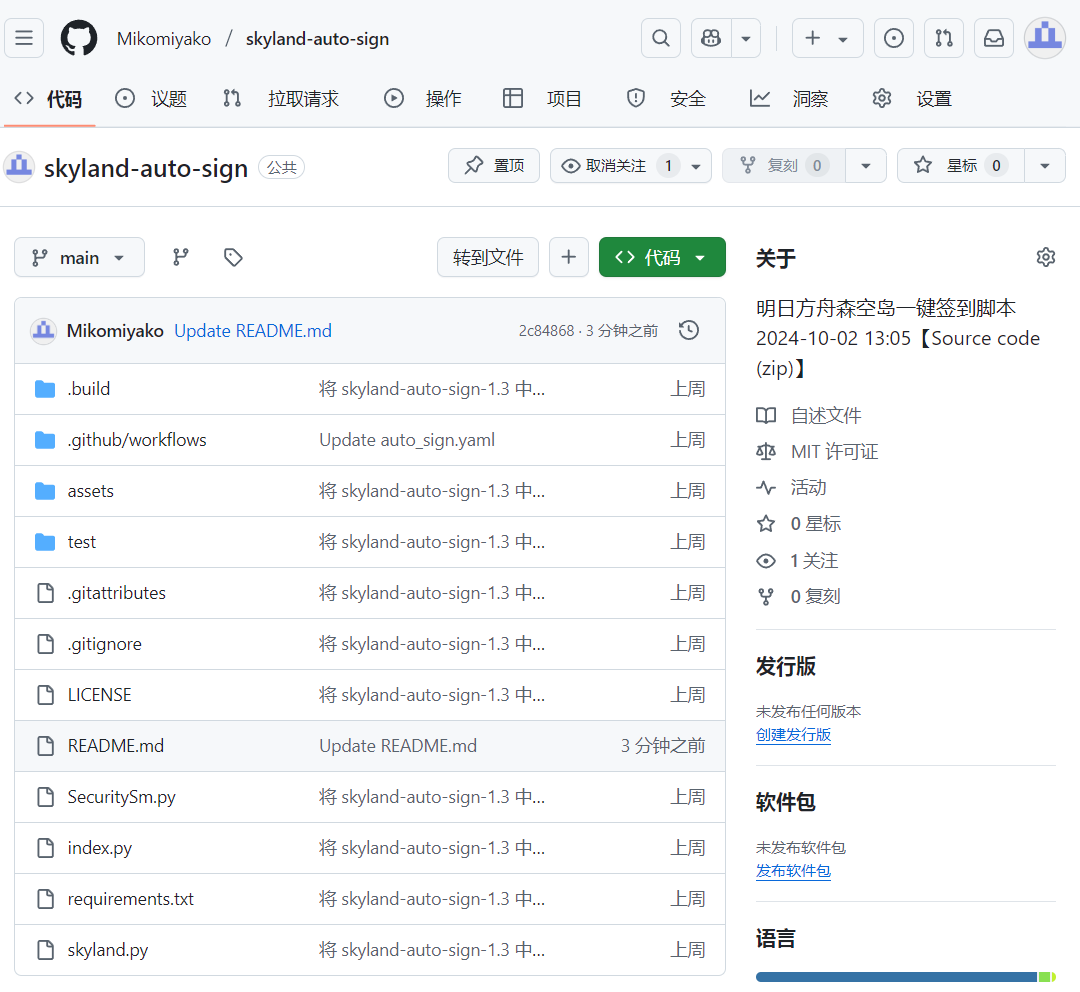 Mikomiyako / skyland-auto-sign
代码 议题 拉取请求 操作 项目 安全 洞察 设置
skyland-auto-sign 公共 置顶 取消关注 1 复刻 0 星标 0
main 转到文件 代码
Mikomiyako Update README.md 2c84868 · 3 分钟之前
.build 将 skyland-auto-sign-1.3 中... 上周
.github/workflows Update auto_sign.yaml 上周
assets 将 skyland-auto-sign-1.3 中... 上周
test 将 skyland-auto-sign-1.3 中... 上周
.gitattributes 将 skyland-auto-sign-1.3 中... 上周
.gitignore 将 skyland-auto-sign-1.3 中... 上周
LICENSE 将 skyland-auto-sign-1.3 中... 上周
README.md Update README.md 3 分钟之前
SecuritySm.py 将 skyland-auto-sign-1.3 中... 上周
index.py 将 skyland-auto-sign-1.3 中... 上周
requirements.txt 将 skyland-auto-sign-1.3 中... 上周
skyland.py 将 skyland-auto-sign-1.3 中... 上周
关于
明日方舟森空岛一键签到脚本
2024-10-02 13:05【Source code
(zip)】
自述文件
MIT 许可证
活动
0 星标
1 关注
0 复刻
发行版
未发布任何版本
创建发行版
软件包
未发布软件包
发布软件包
语言